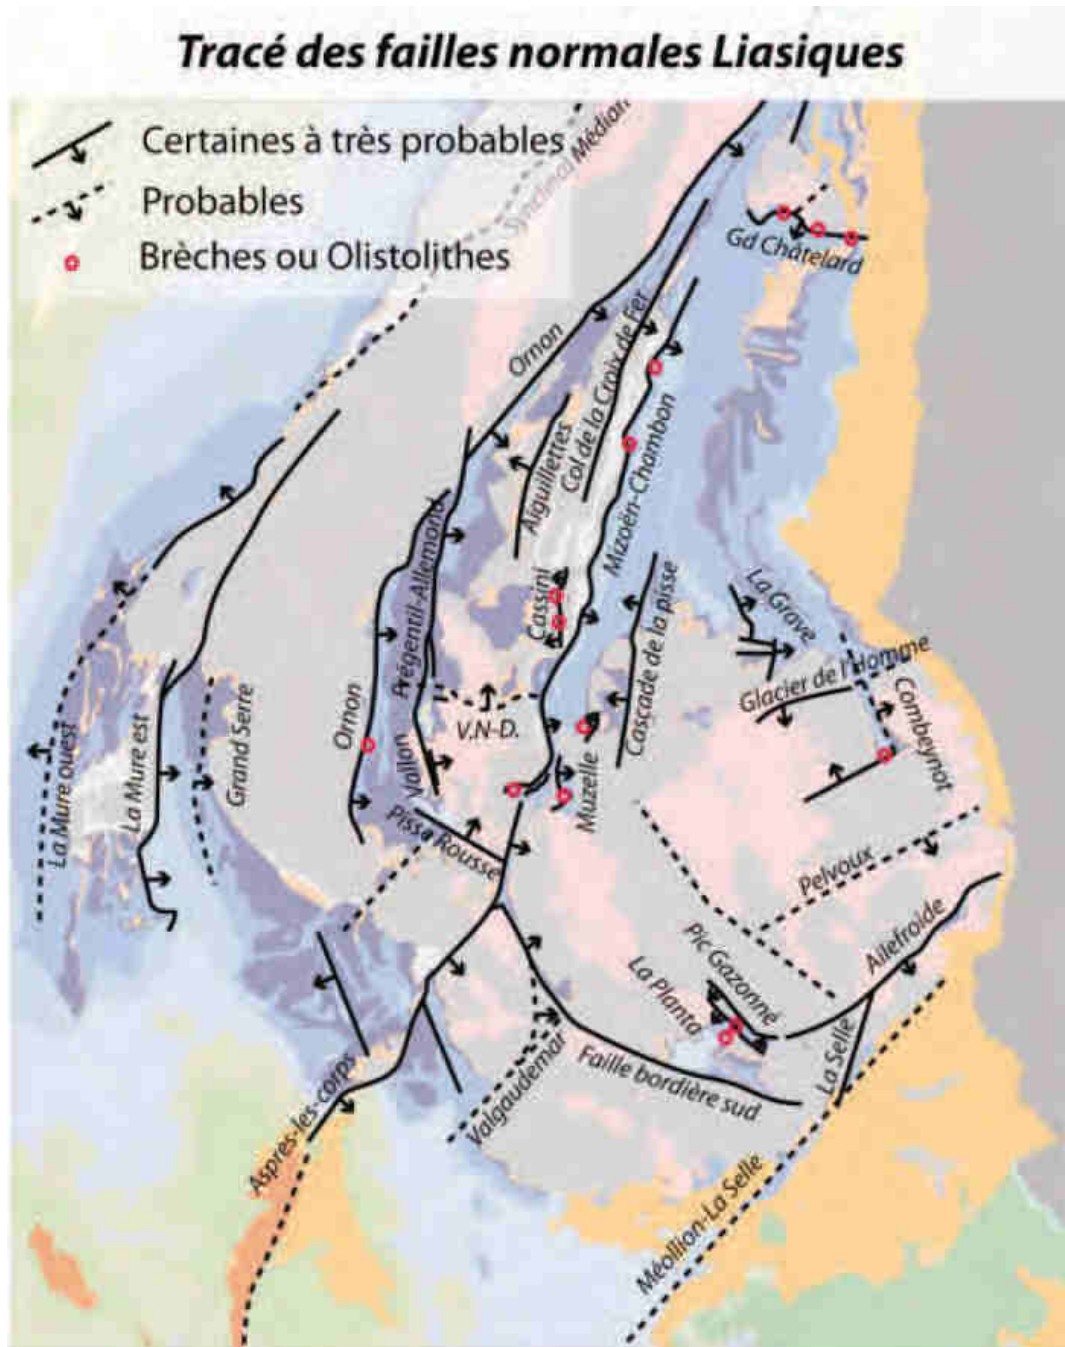 Tracé des failles normales Liasiques
Certaines à très probables
Probables
Brèches ou Olistolithes
Synclinal Médian
Gd Châtelard
Ornon
Col de la Croix de Fer
Aiguillettes
Mizoën-Chambon
Frégentil-Allemond
Cassini
Cascade de la pisse
La Grave
Glacier de l'Homme
Combeynot
La Mure ouest
La Mure est
Grand Serre
Ornon
Vallon
V.N-D.
Muzelle
Pissa Rousse
Pelvoux
Ailefroide
Pic Gazonné
La Planta
La Selle
Faille bordière sud
Valgaudemar
Aspres-les-corps
Méollion-La Selle